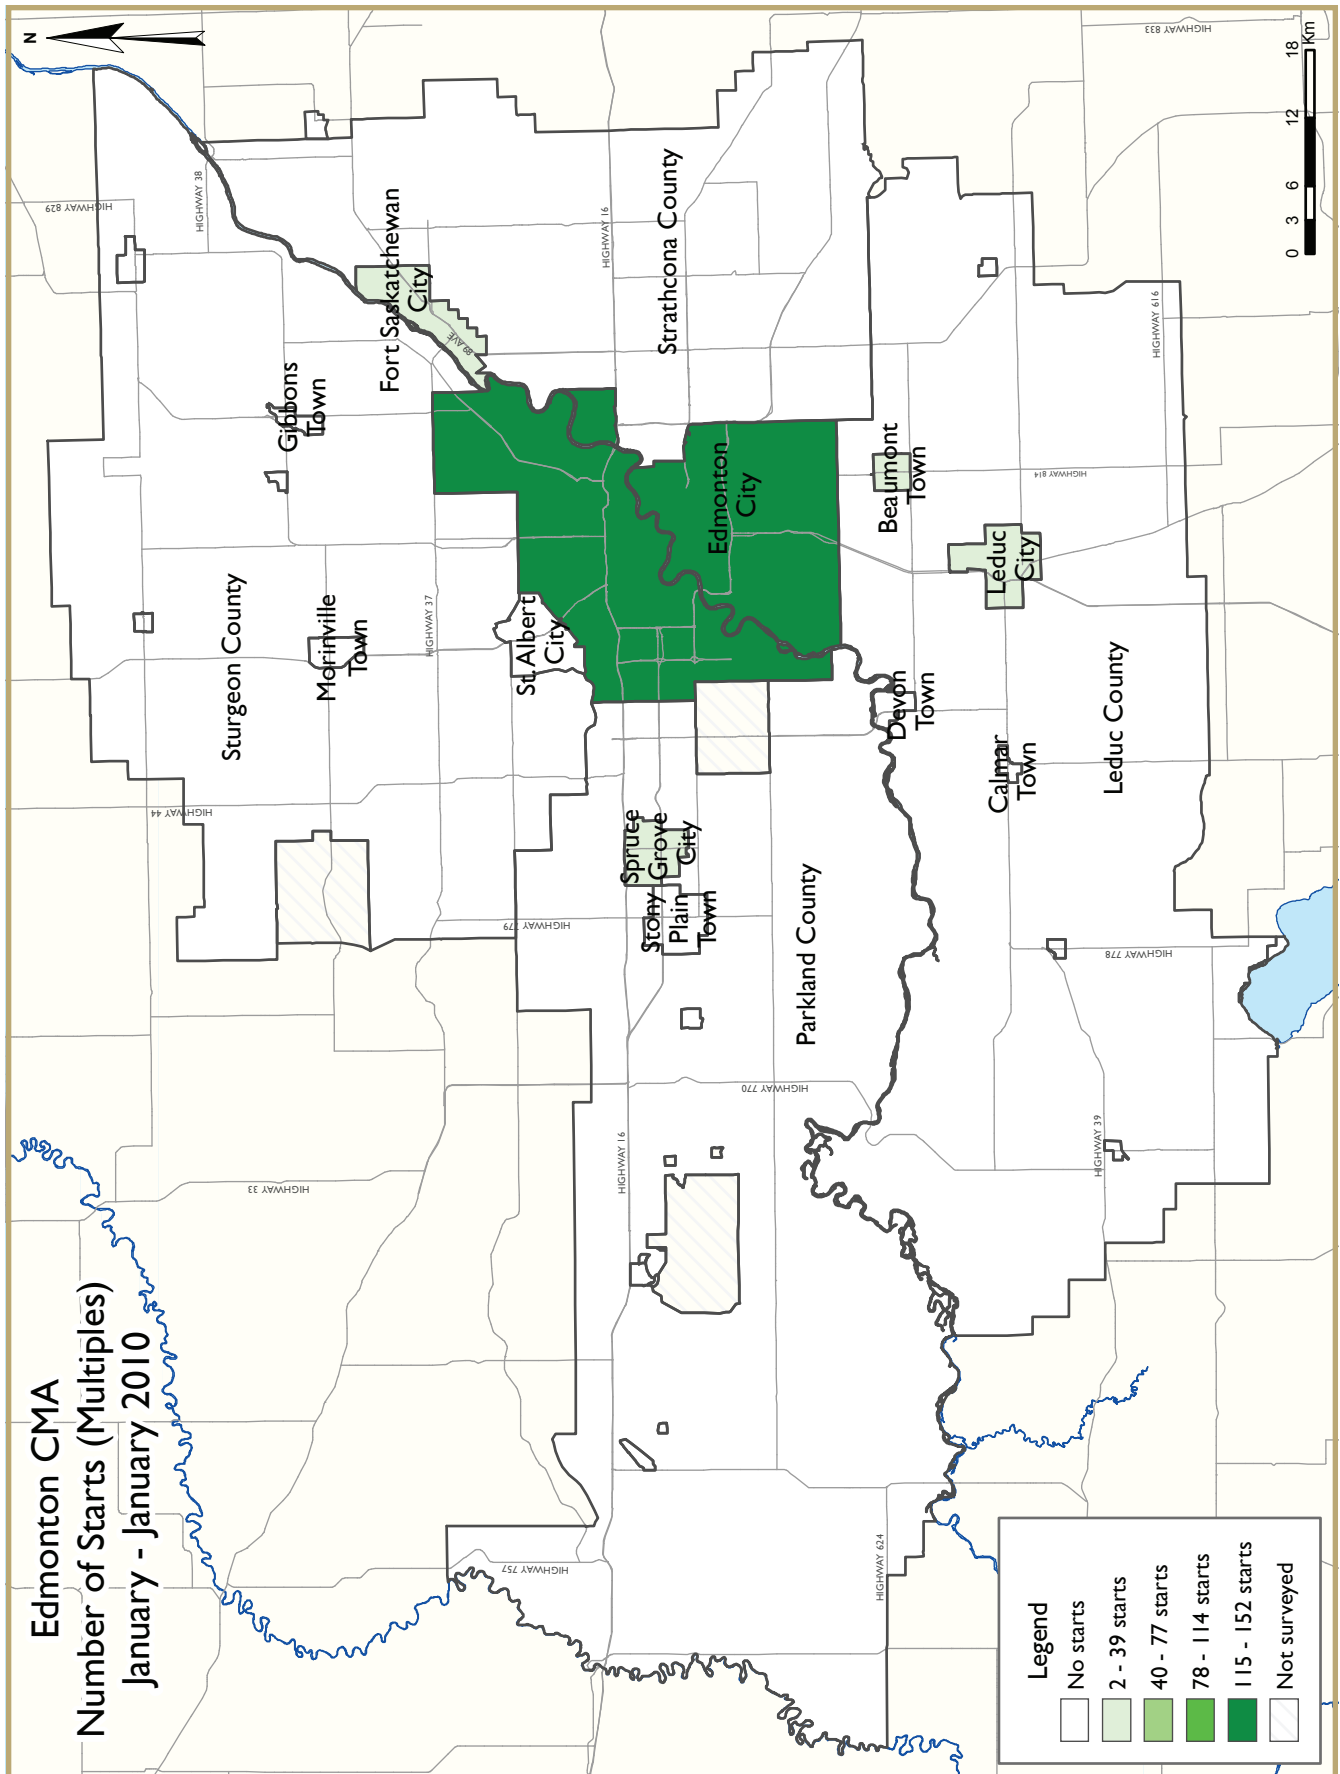 Edmonton CMA
Number of Starts (Multiples)
January - January 2010
N
HIGHWAY 833
HIGHWAY 829
HIGHWAY 38
Fort Saskatchewan
City
89 AVE
HIGHWAY 16
Strathcona County
HIGHWAY 616
Gibbons
Town
Edmonton
City
Beaumont
Town
HIGHWAY 814
Leduc
City
Sturgeon County
Morinville
Town
HIGHWAY 37
St. Albert
City
Devon
Town
Calmar
Town
Leduc County
HIGHWAY 44
Spruce
Grove
City
Stony
Plain
Town
HIGHWAY 779
Parkland County
HIGHWAY 778
HIGHWAY 770
HIGHWAY 16
HIGHWAY 39
HIGHWAY 33
HIGHWAY 757
HIGHWAY 624
Legend
No starts
2 - 39 starts
40 - 77 starts
78 - 114 starts
115 - 152 starts
Not surveyed
0 3 6 12 18
Km